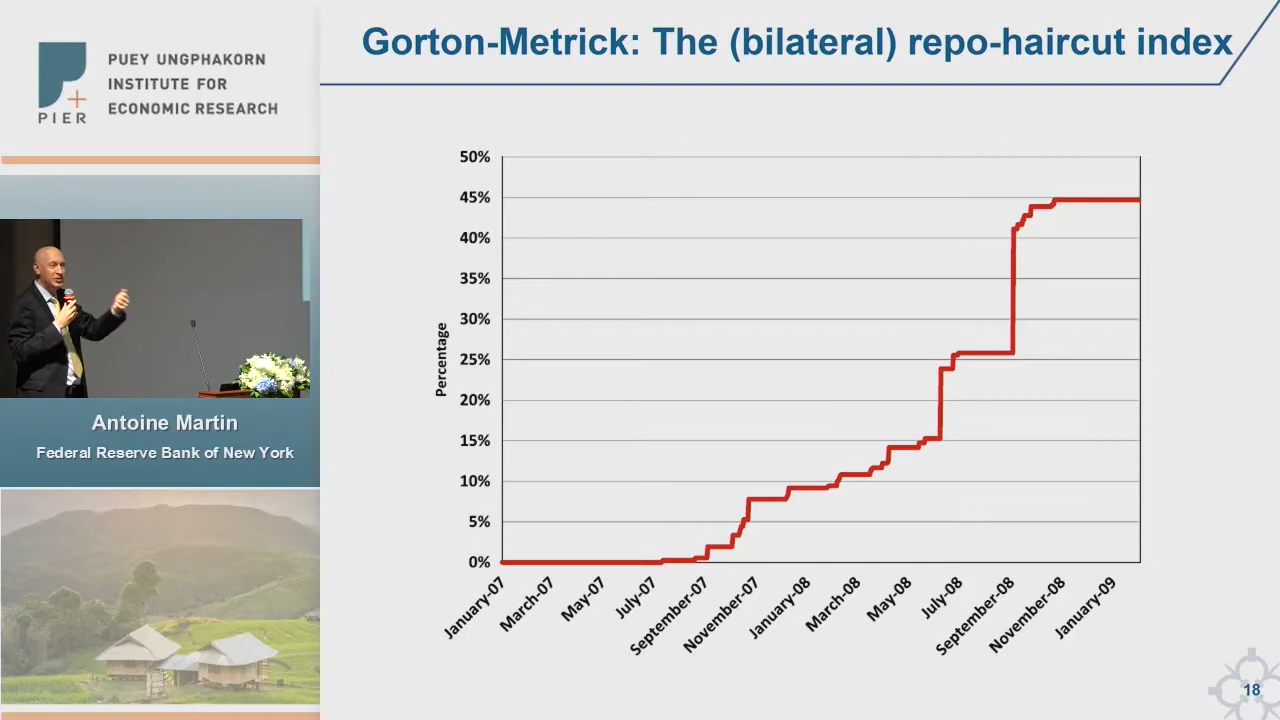 PUEY UNGPHAKORN
INSTITUTE FOR
ECONOMIC RESEARCH
PIER
Antoine Martin
Federal Reserve Bank of New York
Gorton-Metrick: The (bilateral) repo-haircut index
Percentage
50%
45%
40%
35%
30%
25%
20%
15%
10%
5%
0%
January-07
March-07
May-07
July-07
September-07
November-07
January-08
March-08
May-08
July-08
September-08
November-08
January-09
18